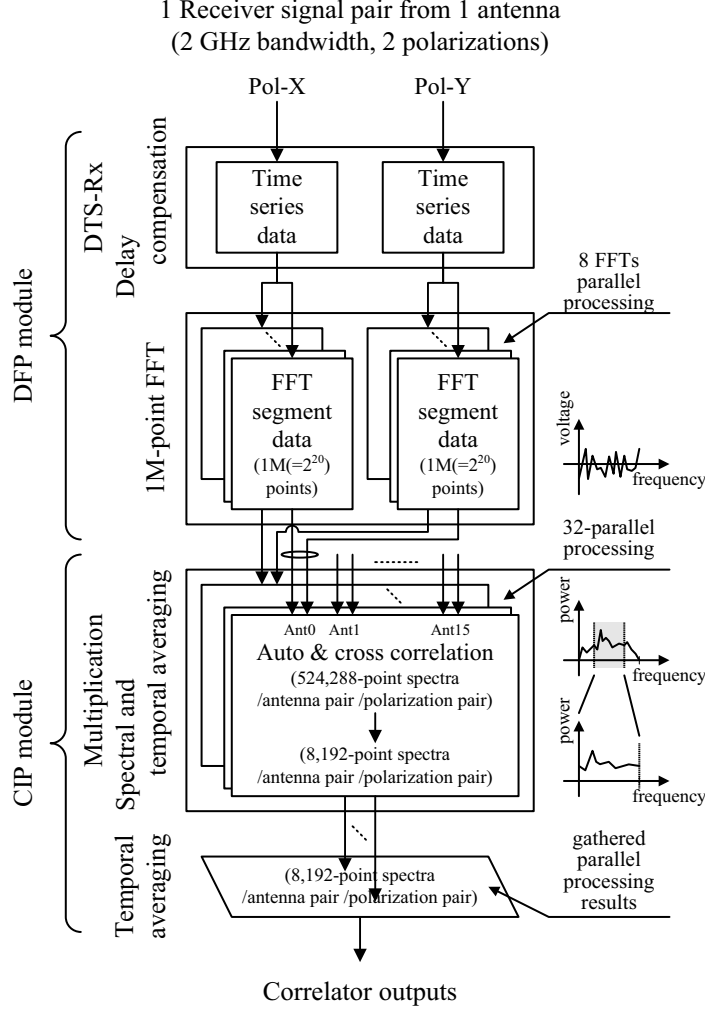 1 Receiver signal pair from 1 antenna
(2 GHz bandwidth, 2 polarizations)
Pol-X
Pol-Y
DFP module
DTS-Rx
Delay
compensation
Time
series
data
Time
series
data
8 FFTs
parallel
processing
1M-point FFT
FFT
segment
data
(1M(=2²⁰)
points)
FFT
segment
data
(1M(=2²⁰)
points)
voltage
frequency
32-parallel
processing
CIP module
Multiplication
Spectral and
temporal averaging
Ant0
Ant1
Ant15
Auto & cross correlation
(524,288-point spectra
/antenna pair /polarization pair)
(8,192-point spectra
/antenna pair /polarization pair)
power
frequency
power
frequency
Temporal
averaging
(8,192-point spectra
/antenna pair /polarization pair)
gathered
parallel
processing
results
Correlator outputs